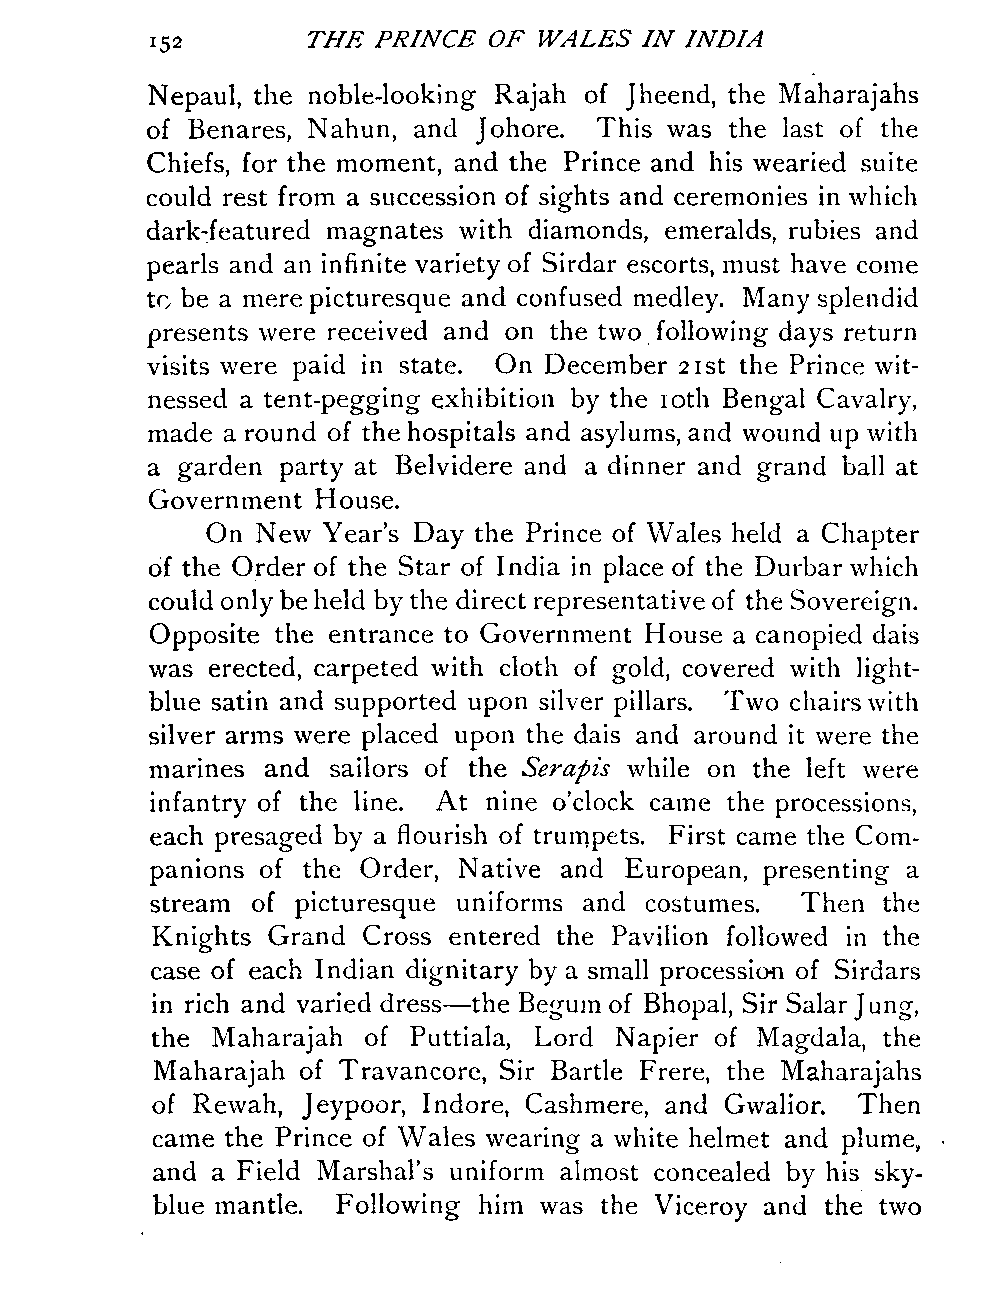 152 THE PRINCE OF WALES IN INDIA
Nepaul, the noble-looking Rajah of Jheend, the Maharajahs
of Benares, Nahun, and Johore. This was the last of the
Chiefs, for the moment, and the Prince and his wearied suite
could rest from a succession of sights and ceremonies in which
dark-featured magnates with diamonds, emeralds, rubies and
pearls and an infinite variety of Sirdar escorts, must have come
to be a mere picturesque and confused medley. Many splendid
presents were received and on the two following days return
visits were paid in state. On December 21st the Prince wit-
nessed a tent-pegging exhibition by the 10th Bengal Cavalry,
made a round of the hospitals and asylums, and wound up with
a garden party at Belvidere and a dinner and grand ball at
Government House.
On New Year's Day the Prince of Wales held a Chapter
of the Order of the Star of India in place of the Durbar which
could only be held by the direct representative of the Sovereign.
Opposite the entrance to Government House a canopied dais
was erected, carpeted with cloth of gold, covered with light-
blue satin and supported upon silver pillars. Two chairs with
silver arms were placed upon the dais and around it were the
marines and sailors of the Serapis while on the left were
infantry of the line. At nine o'clock came the processions,
each presaged by a flourish of trumpets. First came the Com-
panions of the Order, Native and European, presenting a
stream of picturesque uniforms and costumes. Then the
Knights Grand Cross entered the Pavilion followed in the
case of each Indian dignitary by a small procession of Sirdars
in rich and varied dress—the Begum of Bhopal, Sir Salar Jung,
the Maharajah of Puttiala, Lord Napier of Magdala, the
Maharajah of Travancore, Sir Bartle Frere, the Maharajahs
of Rewah, Jeypoor, Indore, Cashmere, and Gwalior. Then
came the Prince of Wales wearing a white helmet and plume,
and a Field Marshal's uniform almost concealed by his sky-
blue mantle. Following him was the Viceroy and the two